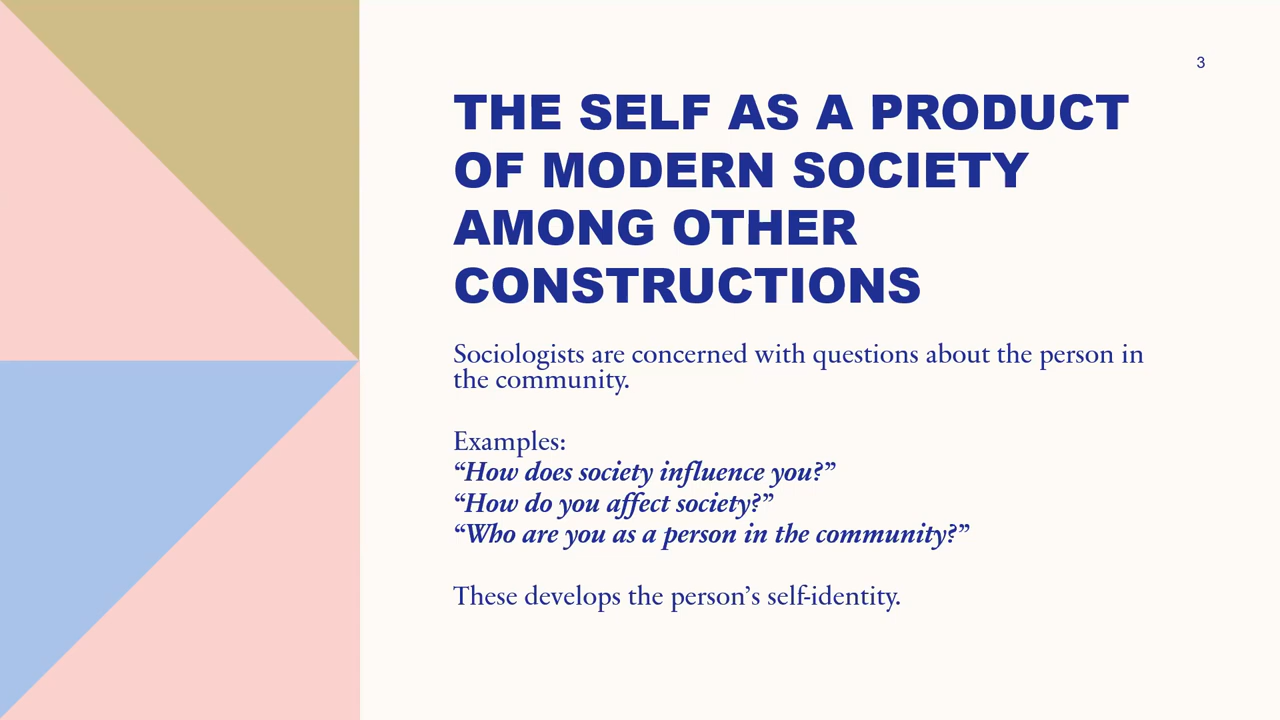 3
THE SELF AS A PRODUCT
OF MODERN SOCIETY
AMONG OTHER
CONSTRUCTIONS
Sociologists are concerned with questions about the person in
the community.
Examples:
“How does society influence you?”
“How do you affect society?”
“Who are you as a person in the community?”
These develops the person’s self-identity.